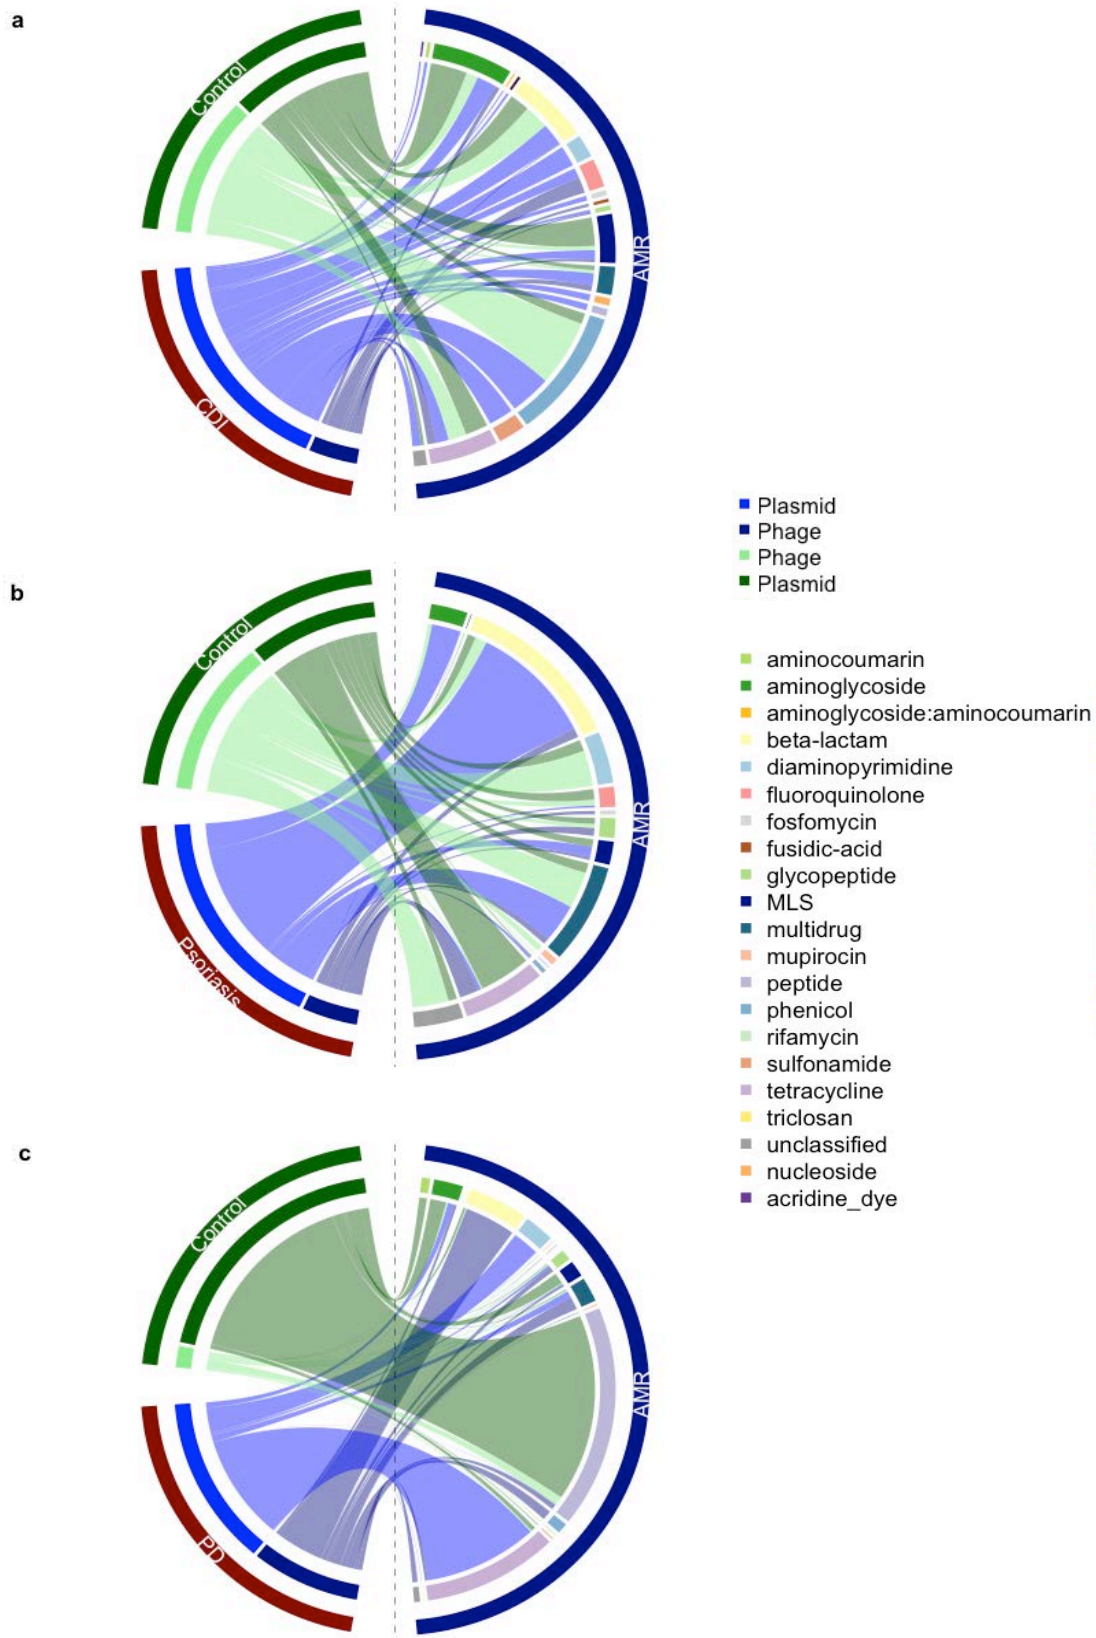 a
Control
AMR
CDI
Plasmid
Phage
Phage
Plasmid
b
Control
AMR
Psoriasis
aminocoumarin
aminoglycoside
aminoglycoside:aminocoumarin
beta-lactam
diaminopyrimidine
fluoroquinolone
fosfomycin
fusidic-acid
glycopeptide
MLS
multidrug
mupirocin
peptide
phenicol
rifamycin
sulfonamide
tetracycline
triclosan
unclassified
nucleoside
acridine_dye
c
Control
AMR
PD